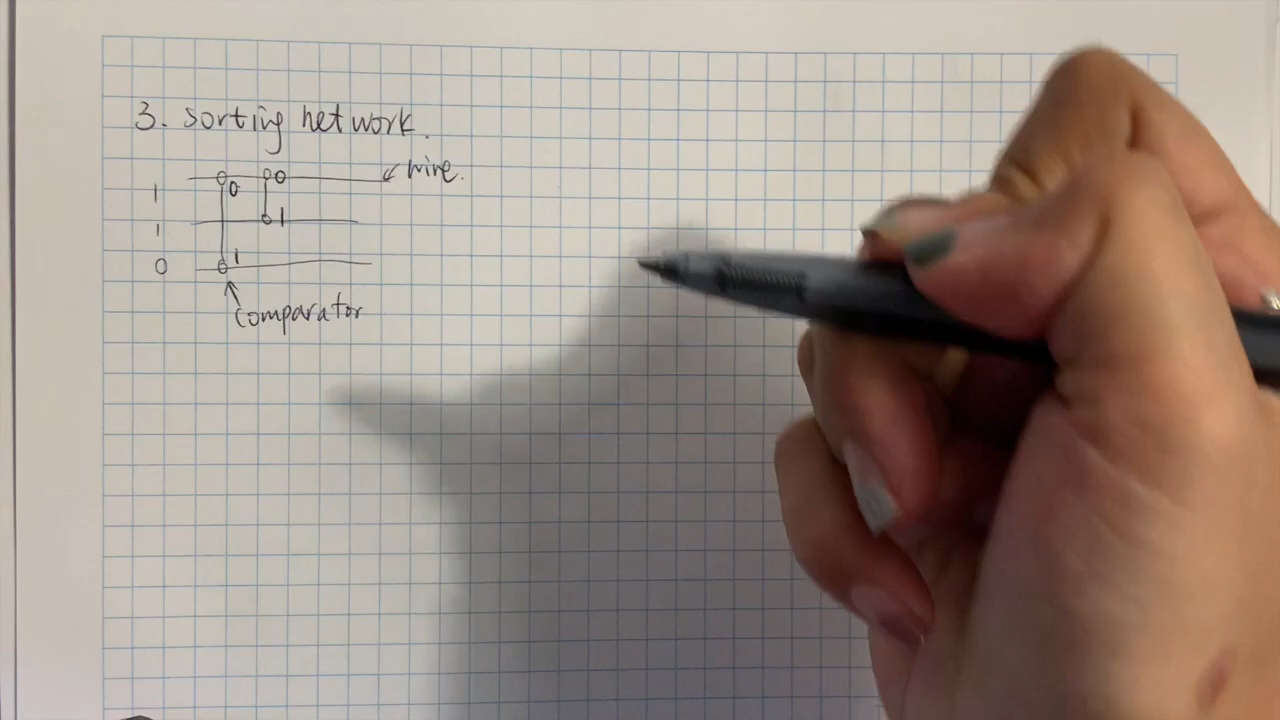 3. sorting network.
← wire.
1 0 0
1 1
0 1
comparator